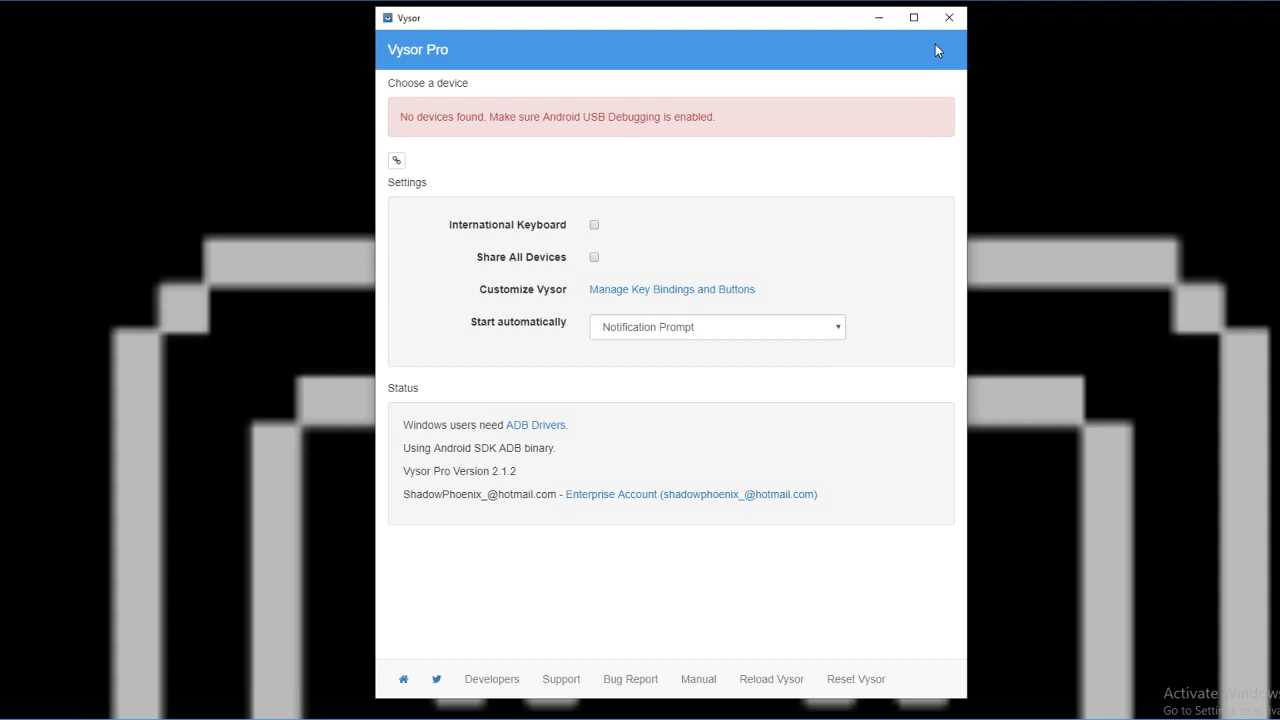 Vysor
Vysor Pro
Choose a device
No devices found. Make sure Android USB Debugging is enabled.
Settings
International Keyboard
Share All Devices
Customize Vysor Manage Key Bindings and Buttons
Start automatically Notification Prompt
Status
Windows users need ADB Drivers.
Using Android SDK ADB binary.
Vysor Pro Version 2.1.2
ShadowPhoenix_@hotmail.com - Enterprise Account (shadowphoenix_@hotmail.com)
Developers Support Bug Report Manual Reload Vysor Reset Vysor
Activate Windows
Go to Settings to activa